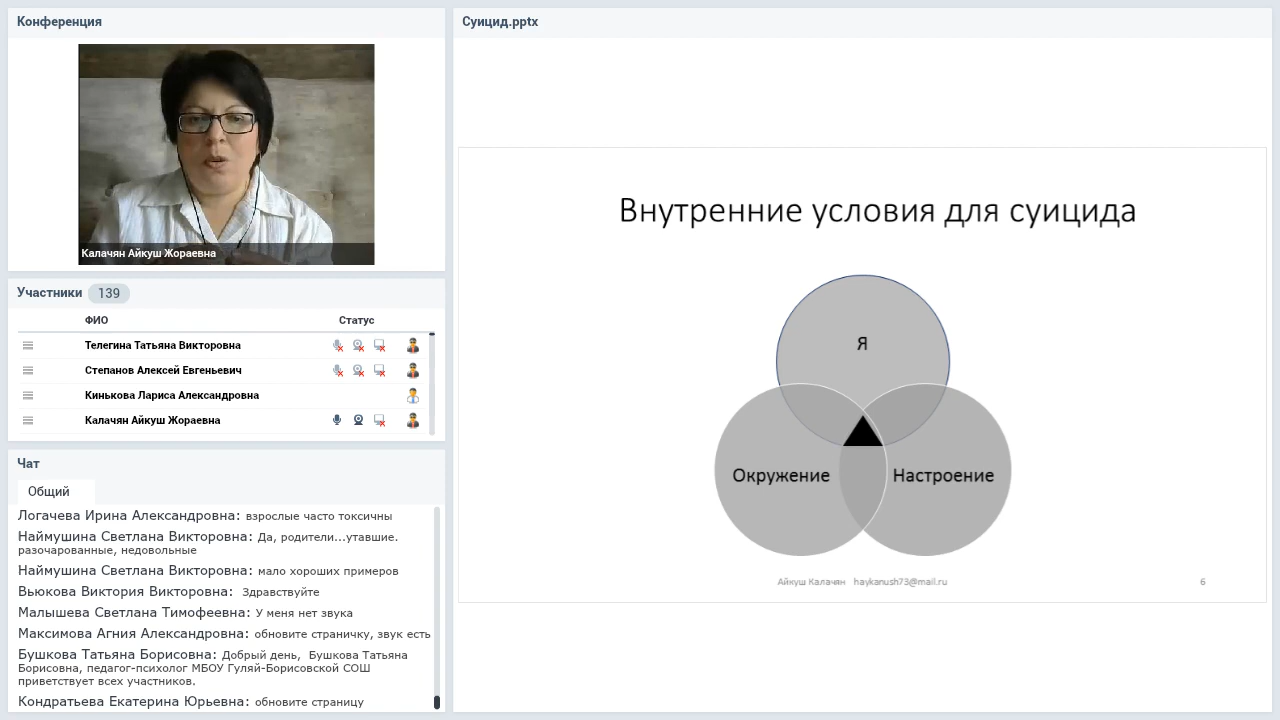 Конференция
Калачян Айкуш Жораевна
Участники 139
ФИО Статус
Телегина Татьяна Викторовна
Степанов Алексей Евгеньевич
Кинькова Лариса Александровна
Калачян Айкуш Жораевна
Чат
Общий
Логачева Ирина Александровна: взрослые часто токсичны
Наймушина Светлана Викторовна: Да, родители...утавшие.
разочарованные, недовольные
Наймушина Светлана Викторовна: мало хороших примеров
Вьюкова Виктория Викторовна: Здравствуйте
Малышева Светлана Тимофеевна: У меня нет звука
Максимова Агния Александровна: обновите страничку, звук есть
Бушкова Татьяна Борисовна: Добрый день, Бушкова Татьяна
Борисовна, педагог-психолог МБОУ Гуляй-Борисовской СОШ
приветствует всех участников.
Кондратьева Екатерина Юрьевна: обновите страницу
Суицид.pptx
Внутренние условия для суицида
Я
Окружение Настроение
Айкуш Калачян haykanush73@mail.ru 6